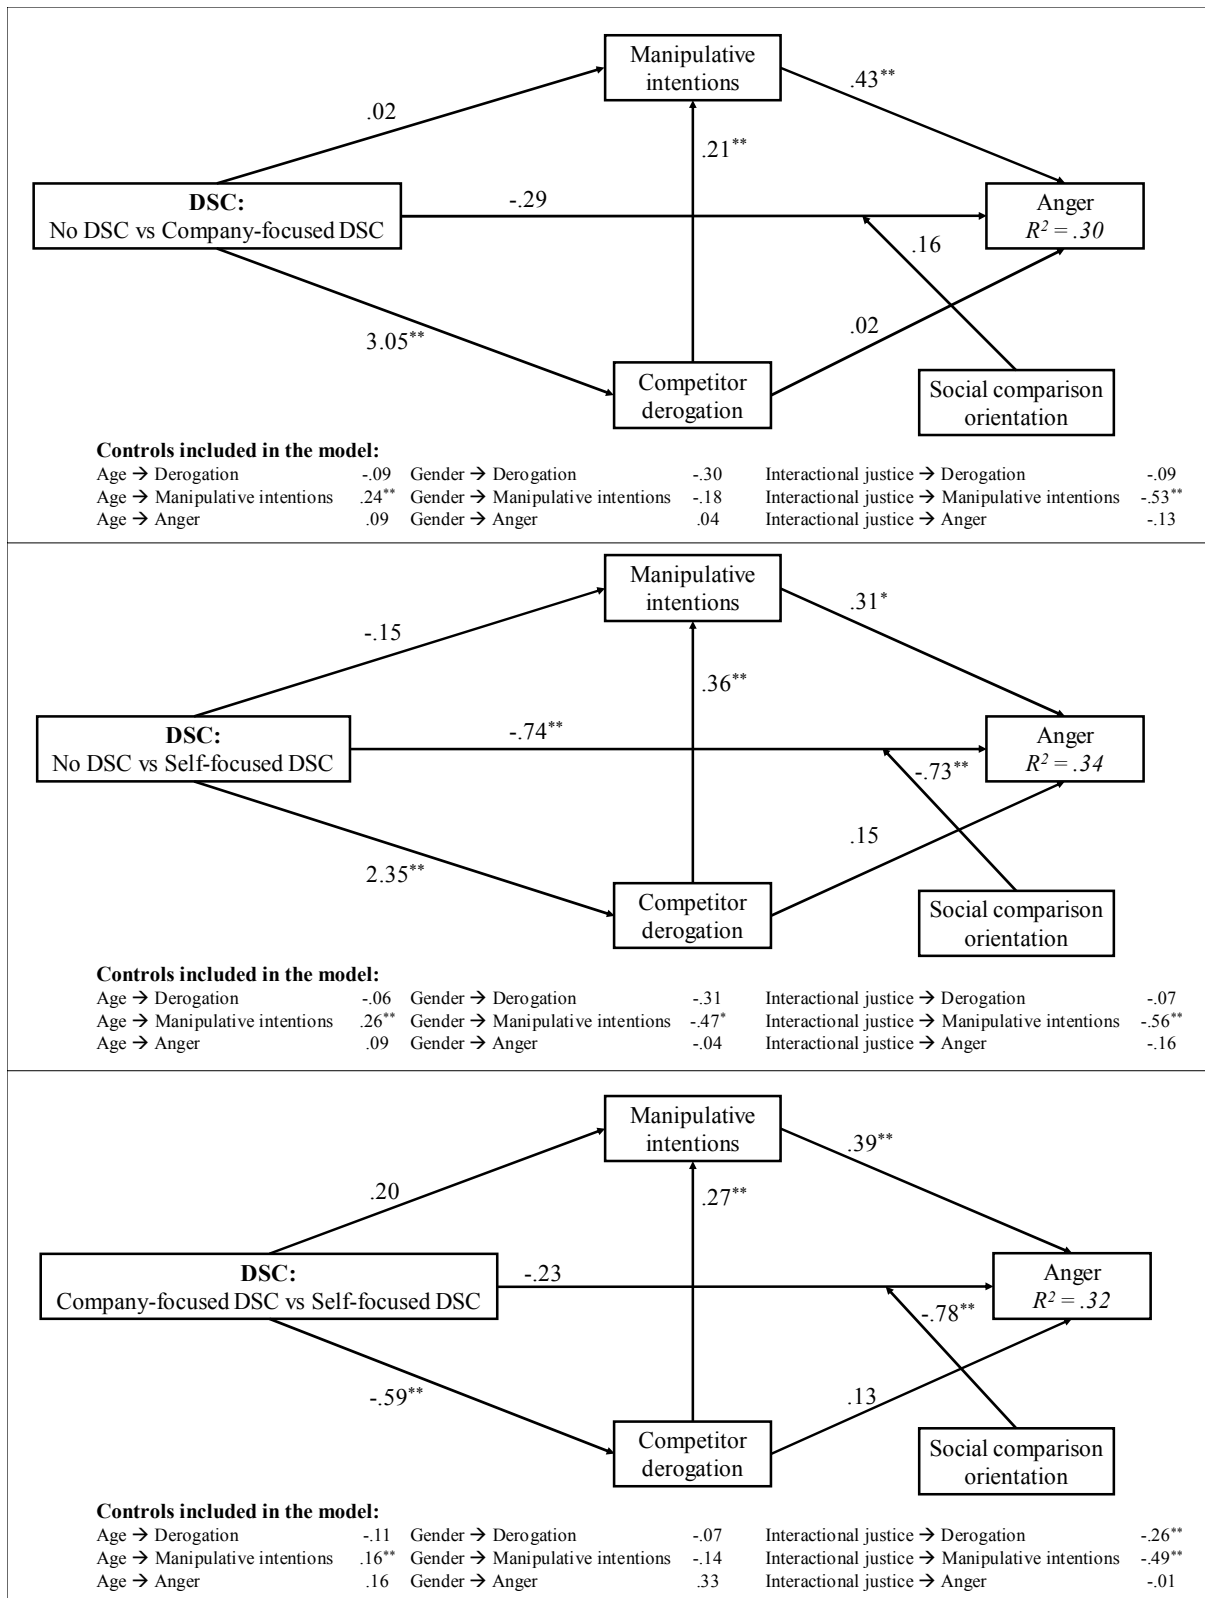 Manipulative
intentions
.43**
.02
.21**
DSC:
No DSC vs Company-focused DSC
-.29
Anger
R² = .30
.16
3.05**
.02
Competitor
derogation
Social comparison
orientation
Controls included in the model:
Age → Derogation -.09 Gender → Derogation -.30 Interactional justice → Derogation -.09
Age → Manipulative intentions .24** Gender → Manipulative intentions -.18 Interactional justice → Manipulative intentions -.53**
Age → Anger .09 Gender → Anger .04 Interactional justice → Anger -.13
Manipulative
intentions
.31*
-.15
.36**
DSC:
No DSC vs Self-focused DSC
-.74**
Anger
R² = .34
-.73**
2.35**
.15
Competitor
derogation
Social comparison
orientation
Controls included in the model:
Age → Derogation -.06 Gender → Derogation -.31 Interactional justice → Derogation -.07
Age → Manipulative intentions .26** Gender → Manipulative intentions -.47* Interactional justice → Manipulative intentions -.56**
Age → Anger .09 Gender → Anger -.04 Interactional justice → Anger -.16
Manipulative
intentions
.39**
.20
.27**
DSC:
Company-focused DSC vs Self-focused DSC
-.23
Anger
R² = .32
-.78**
-.59**
.13
Competitor
derogation
Social comparison
orientation
Controls included in the model:
Age → Derogation -.11 Gender → Derogation -.07 Interactional justice → Derogation -.26**
Age → Manipulative intentions .16** Gender → Manipulative intentions -.14 Interactional justice → Manipulative intentions -.49**
Age → Anger .16 Gender → Anger .33 Interactional justice → Anger -.01